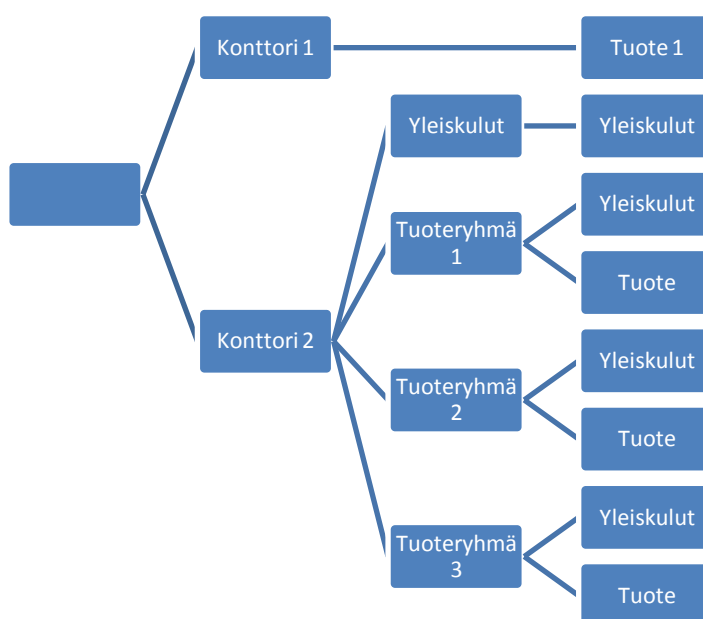 Konttori 1
Tuote 1
Yleiskulut
Yleiskulut
Yleiskulut
Tuoteryhmä
1
Tuote
Konttori 2
Yleiskulut
Tuoteryhmä
2
Tuote
Yleiskulut
Tuoteryhmä
3
Tuote